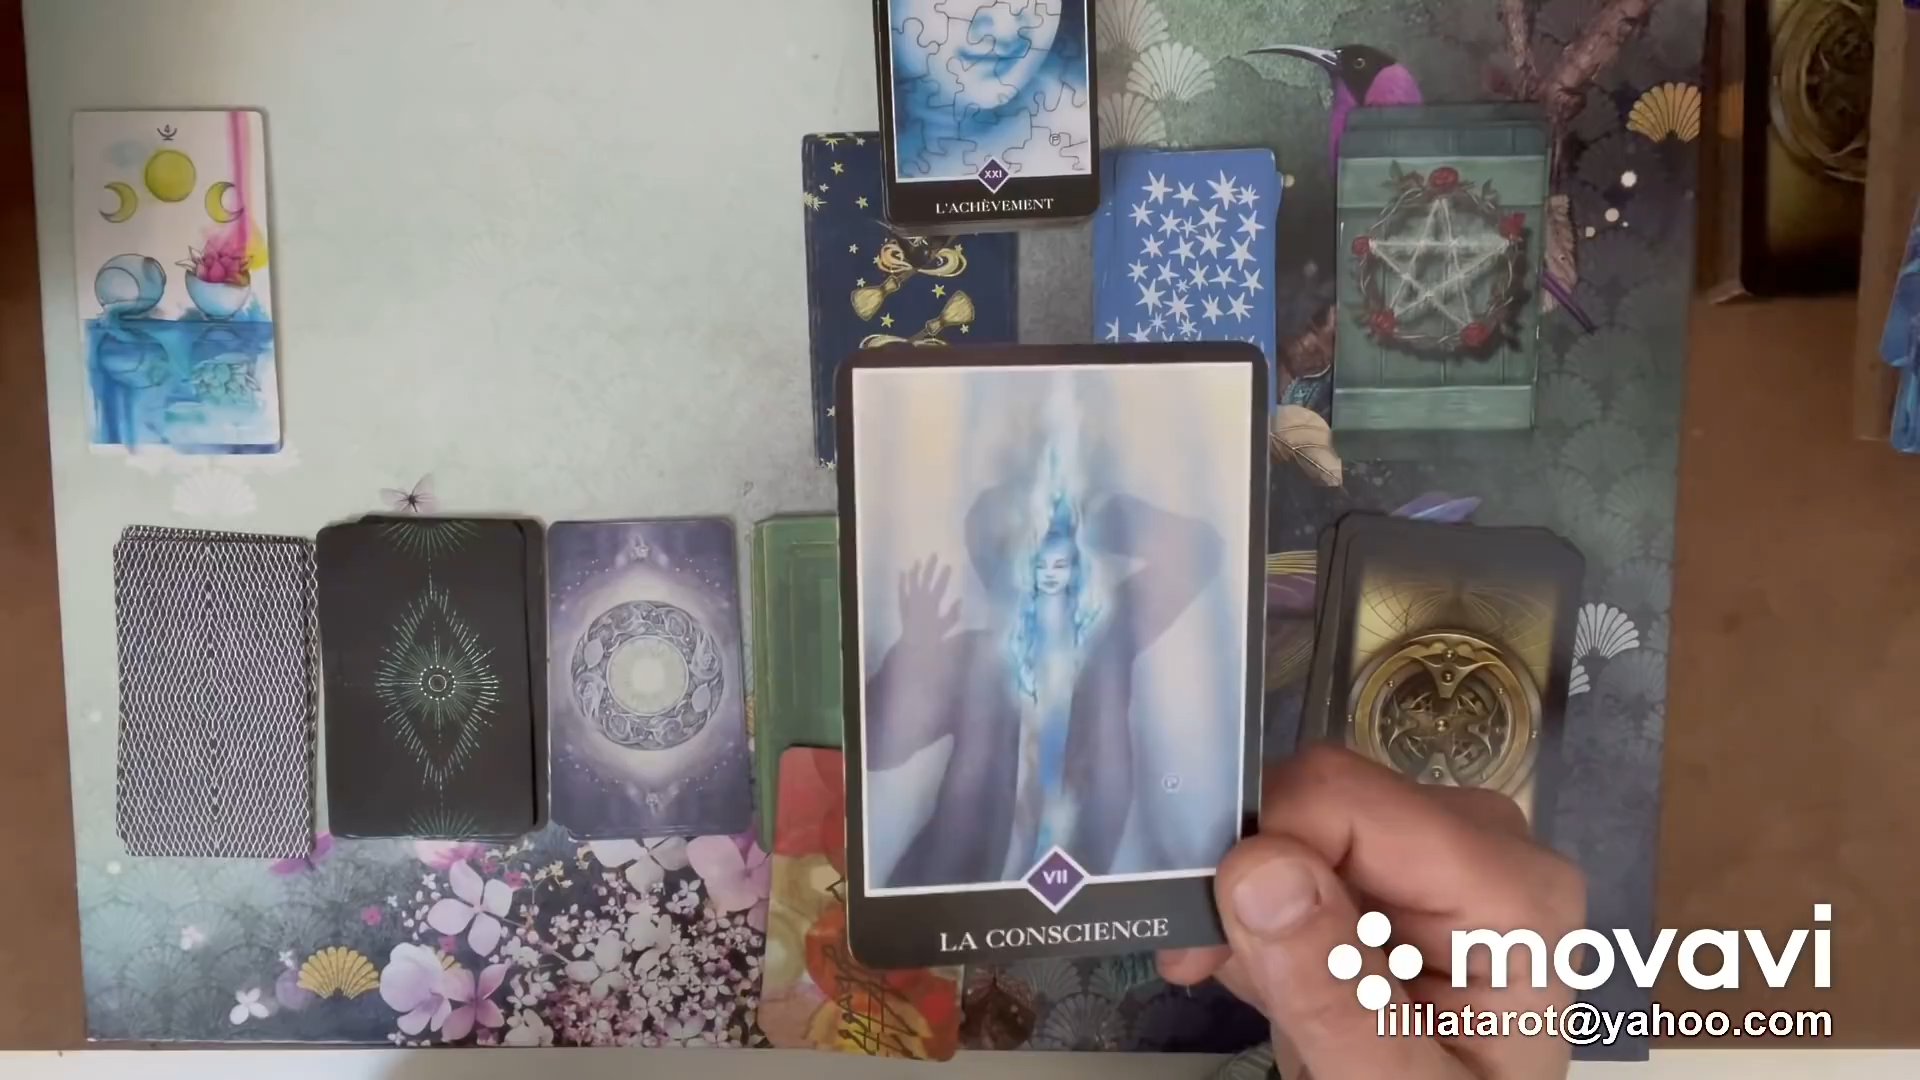 XXI
L'ACHÈVEMENT
VII
LA CONSCIENCE
movavi
lililatarot@yahoo.com